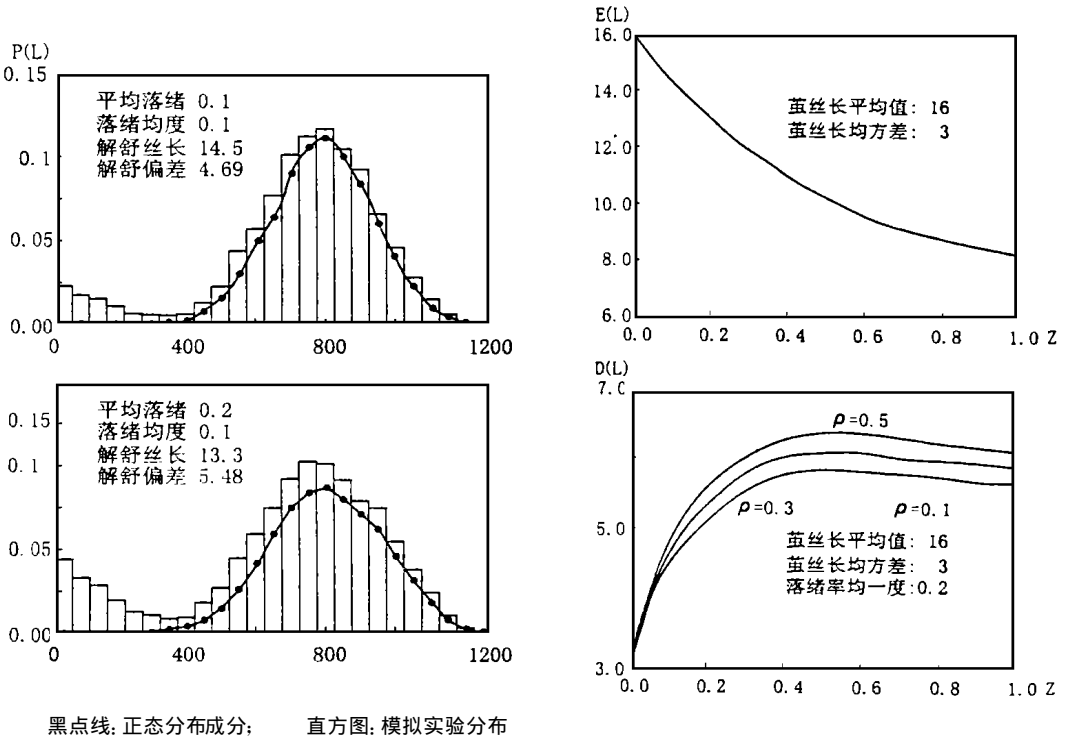 P(L)
0.15
平均落绪 0.1
落绪均度 0.1
解舒丝长 14.5
解舒偏差 4.69
0.1
0.05
0.00
0 400 800 1200
平均落绪 0.2
落绪均度 0.1
解舒丝长 13.3
解舒偏差 5.48
0.15
0.1
0.05
0.00
0 400 800 1200
E(L)
16.0
茧丝长平均值: 16
茧丝长均方差: 3
14.0
12.0
10.0
8.0
6.0
0.0 0.2 0.4 0.6 0.8 1.0 Z
D(L)
7.0
ρ=0.5
ρ=0.3
ρ=0.1
5.0
茧丝长平均值: 16
茧丝长均方差: 3
落绪率均一度:0.2
3.0
0.0 0.2 0.4 0.6 0.8 1.0 Z
黑点线: 正态分布成分; 直方图: 模拟实验分布